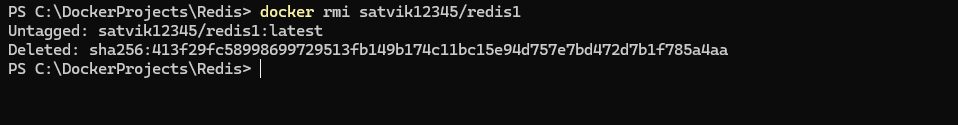 PS C:\DockerProjects\Redis> docker rmi satvik12345/redis1
Untagged: satvik12345/redis1:latest
Deleted: sha256:413f29fc58998699729513fb149b174c11bc15e94d757e7bd472d7b1f785a4aa
PS C:\DockerProjects\Redis>